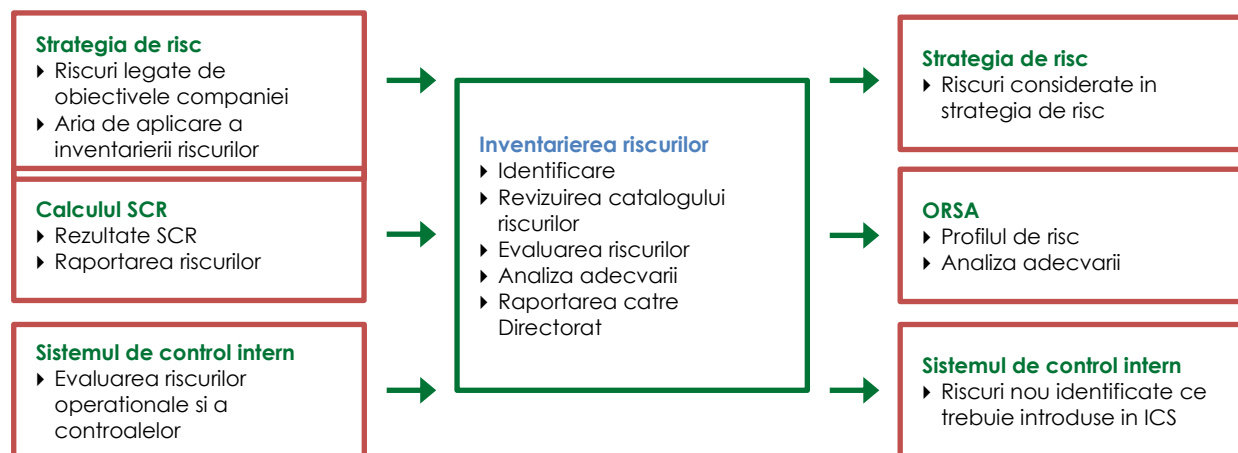 Strategia de risc
Riscuri legate de
obiectivele companiei
Aria de aplicare a
inventarierii riscurilor
Calculul SCR
Rezultate SCR
Raportarea riscurilor
Sistemul de control intern
Evaluarea riscurilor
operationale si a
controalelor
Inventarierea riscurilor
Identificare
Revizuirea catalogului
riscurilor
Evaluarea riscurilor
Analiza adecvarii
Raportarea catre
Directorat
Strategia de risc
Riscuri considerate in
strategia de risc
ORSA
Profilul de risc
Analiza adecvarii
Sistemul de control intern
Riscuri nou identificate ce
trebuie introduse in ICS